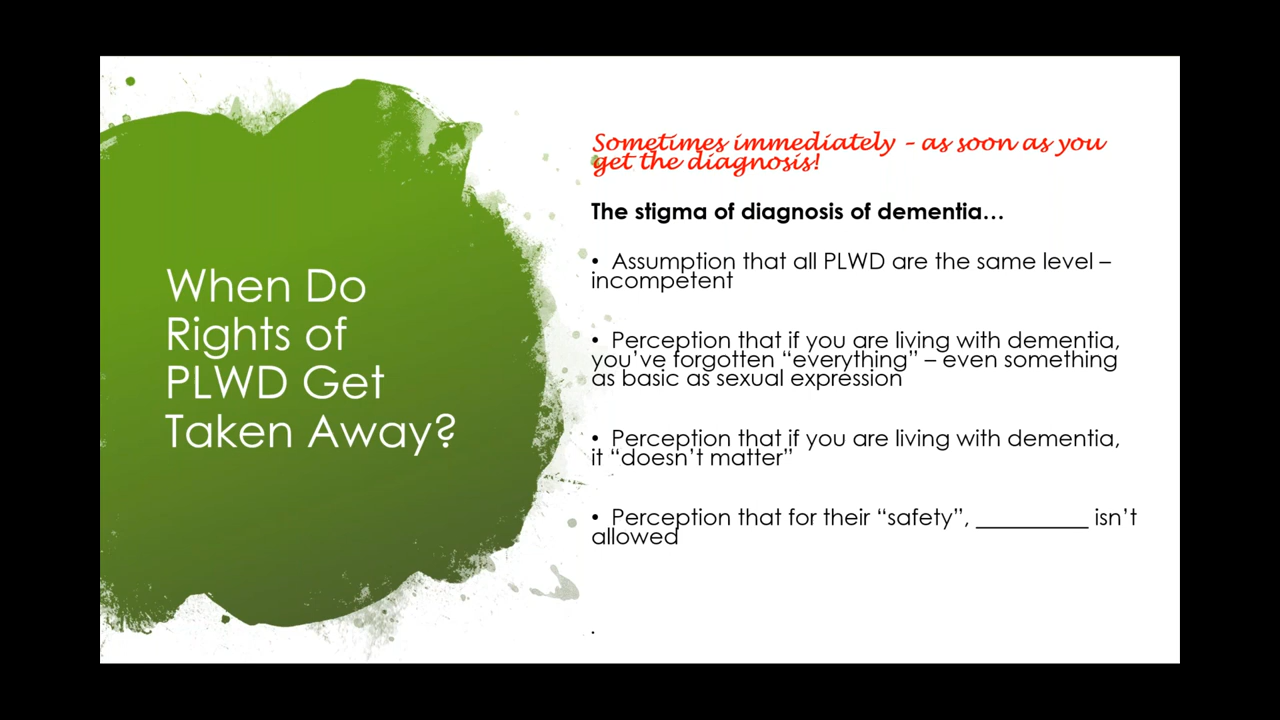 When Do
Rights of
PLWD Get
Taken Away?
Sometimes immediately – as soon as you
get the diagnosis!
The stigma of diagnosis of dementia…
• Assumption that all PLWD are the same level –
incompetent
• Perception that if you are living with dementia,
you’ve forgotten “everything” – even something
as basic as sexual expression
• Perception that if you are living with dementia,
it “doesn’t matter”
• Perception that for their “safety”, __________ isn’t
allowed
.